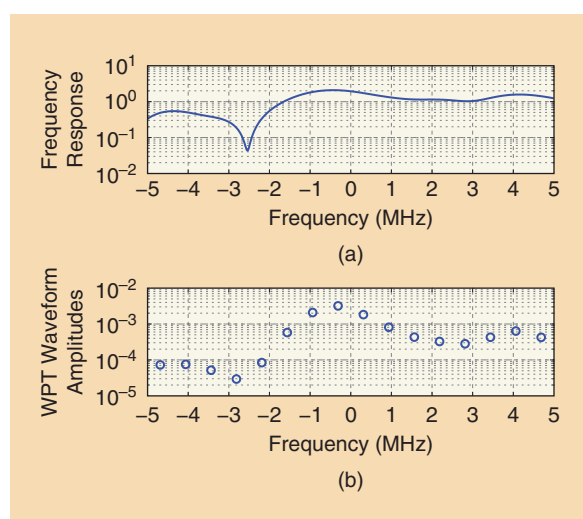 Frequency
Response
10¹
10⁰
10⁻¹
10⁻²
−5 −4 −3 −2 −1 0 1 2 3 4 5
Frequency (MHz)
(a)
WPT Waveform
Amplitudes
10⁻²
10⁻³
10⁻⁴
10⁻⁵
−5 −4 −3 −2 −1 0 1 2 3 4 5
Frequency (MHz)
(b)